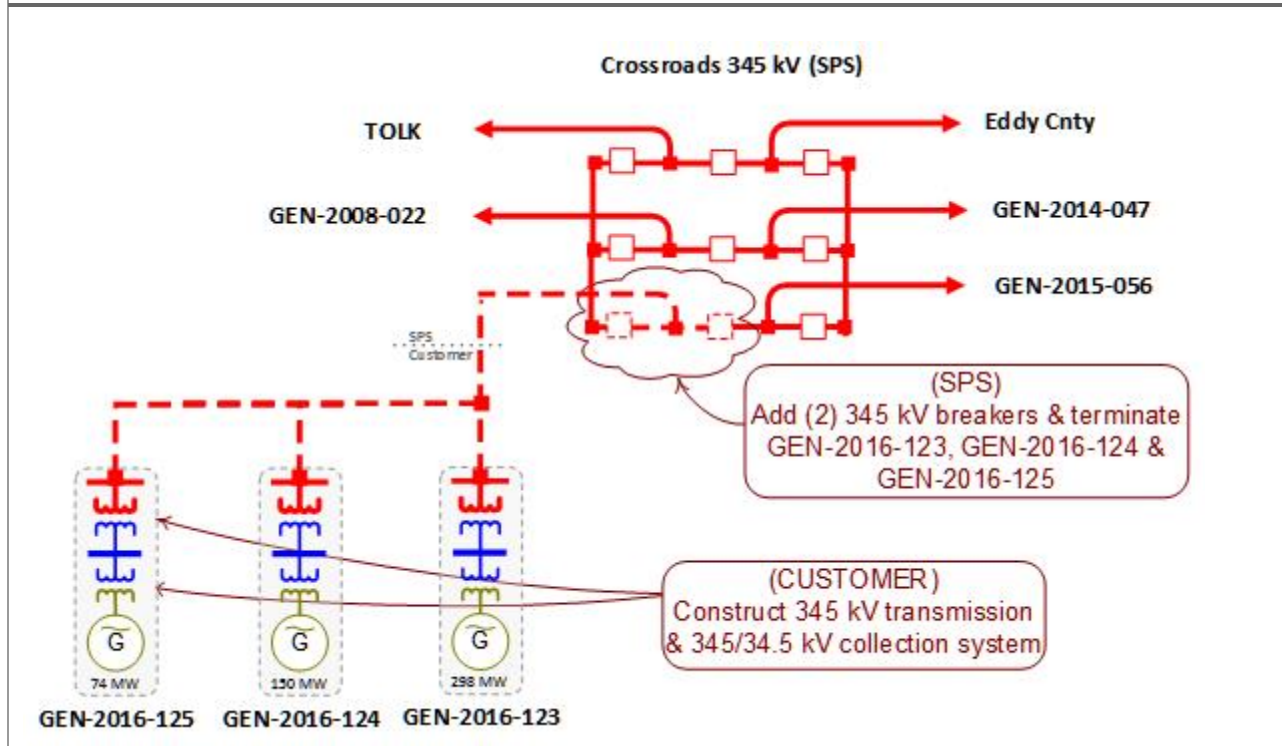 Crossroads 345 kV (SPS)
TOLK
Eddy Cnty
GEN-2008-022
GEN-2014-047
GEN-2015-056
SPS
Customer
(SPS)
Add (2) 345 kV breakers & terminate
GEN-2016-123, GEN-2016-124 &
GEN-2016-125
(CUSTOMER)
Construct 345 kV transmission
& 345/34.5 kV collection system
G
G
G
74 MW
150 MW
298 MW
GEN-2016-125
GEN-2016-124
GEN-2016-123